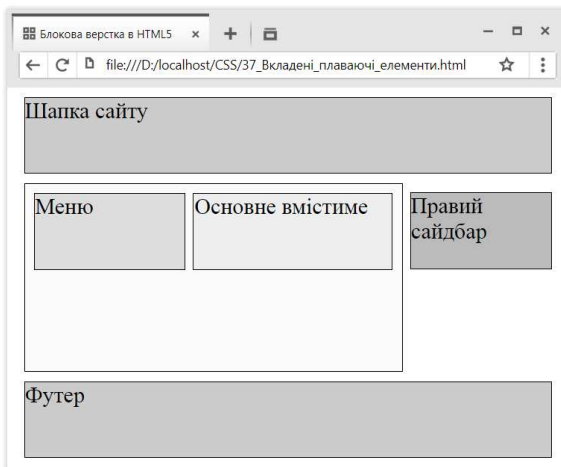 Блокова верстка в HTML5
file:///D:/localhost/CSS/37_Вкладені_плаваючі_елементи.html
Шапка сайту
Меню
Основне вмістиме
Правий
сайдбар
Футер